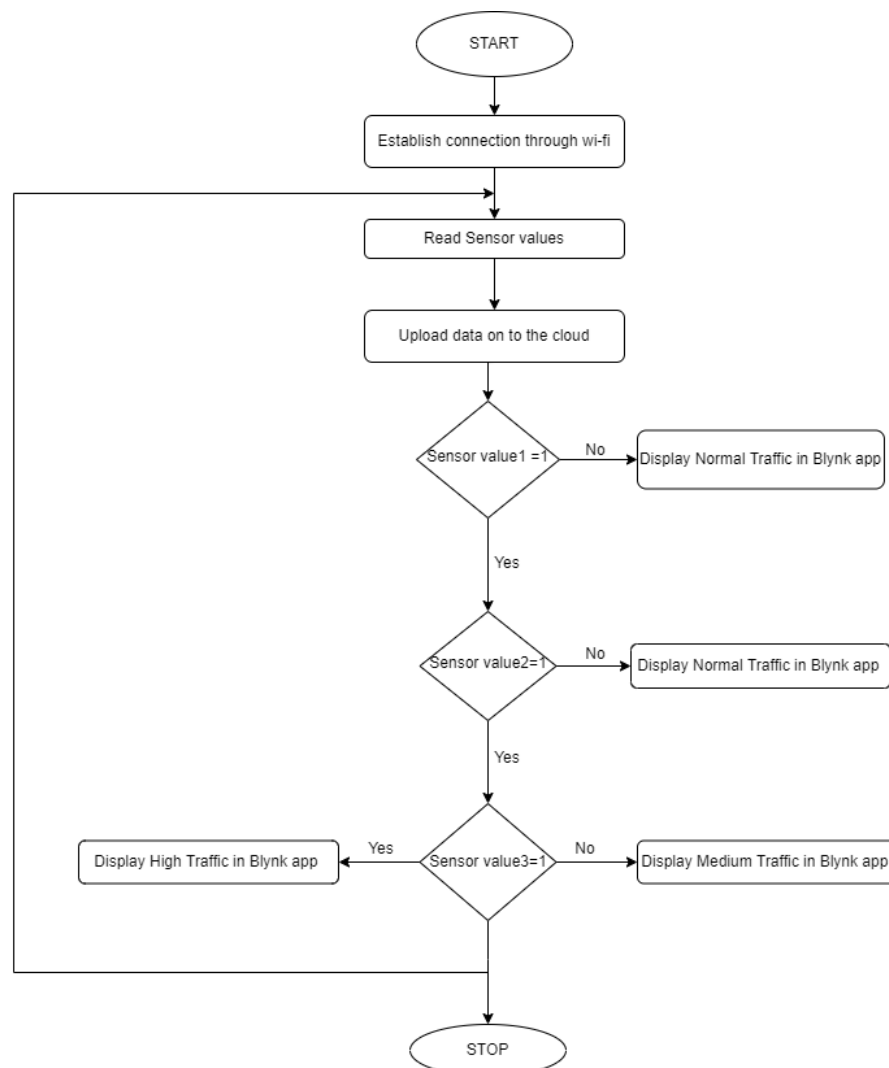 START
Establish connection through wi-fi
Read Sensor values
Upload data on to the cloud
Sensor value1 =1
No
Display Normal Traffic in Blynk app
Yes
Sensor value2=1
No
Display Normal Traffic in Blynk app
Yes
Display High Traffic in Blynk app
Yes
Sensor value3=1
No
Display Medium Traffic in Blynk app
STOP